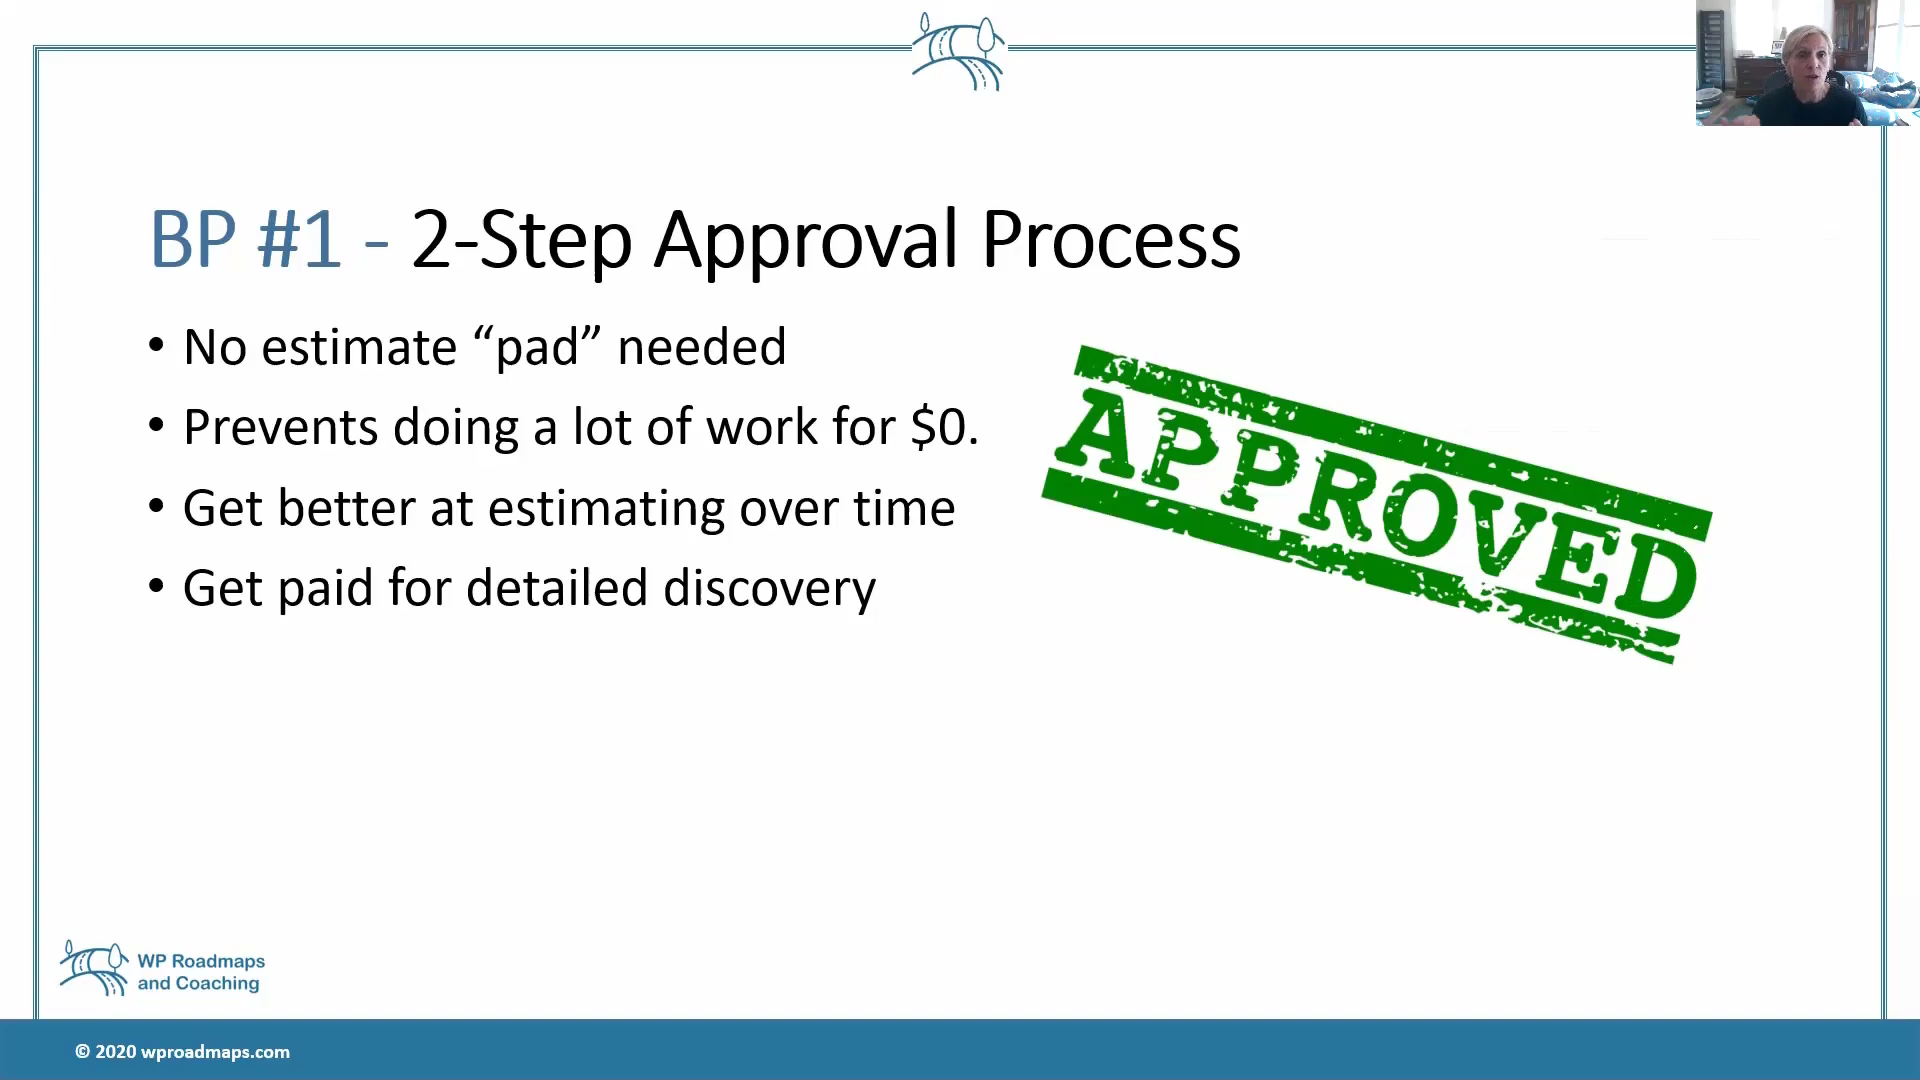 BP #1 - 2-Step Approval Process
• No estimate “pad” needed
• Prevents doing a lot of work for $0.
• Get better at estimating over time
• Get paid for detailed discovery
APPROVED
WP Roadmaps
and Coaching
© 2020 wproadmaps.com